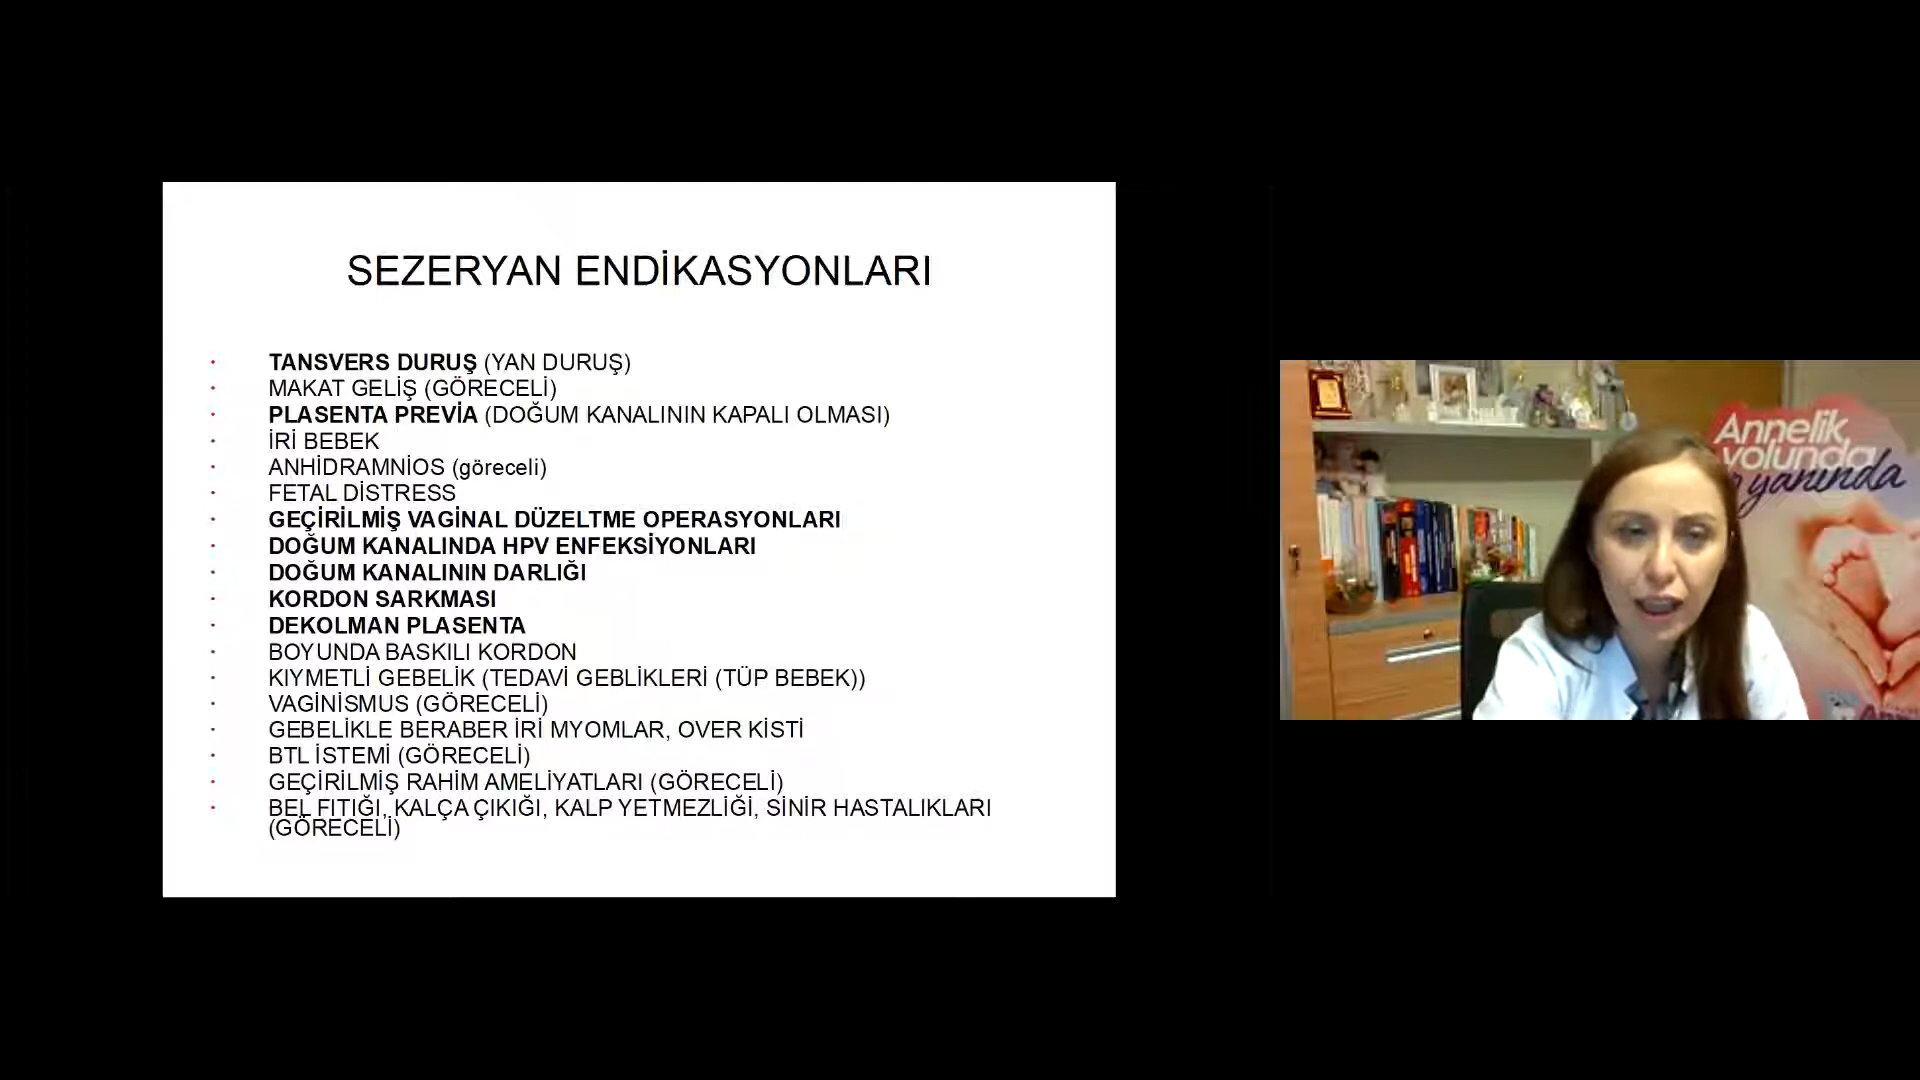 SEZERYAN ENDİKASYONLARI
TANSVERS DURUŞ (YAN DURUŞ)
MAKAT GELİŞ (GÖRECELİ)
PLASENTA PREVİA (DOĞUM KANALININ KAPALI OLMASI)
İRİ BEBEK
ANHİDRAMNİOS (göreceli)
FETAL DİSTRESS
GEÇİRİLMİŞ VAGİNAL DÜZELTME OPERASYONLARI
DOĞUM KANALINDA HPV ENFEKSİYONLARI
DOĞUM KANALININ DARLIĞI
KORDON SARKMASI
DEKOLMAN PLASENTA
BOYUNDA BASKILI KORDON
KIYMETLİ GEBELİK (TEDAVİ GEBLİKLERİ (TÜP BEBEK))
VAGİNİSMUS (GÖRECELİ)
GEBELİKLE BERABER İRİ MYOMLAR, OVER KİSTİ
BTL İSTEMİ (GÖRECELİ)
GEÇİRİLMİŞ RAHİM AMELİYATLARI (GÖRECELİ)
BEL FITIĞI, KALÇA ÇIKIĞI, KALP YETMEZLİĞİ, SİNİR HASTALIKLARI
(GÖRECELİ)
Annelik
yolunda
yanında